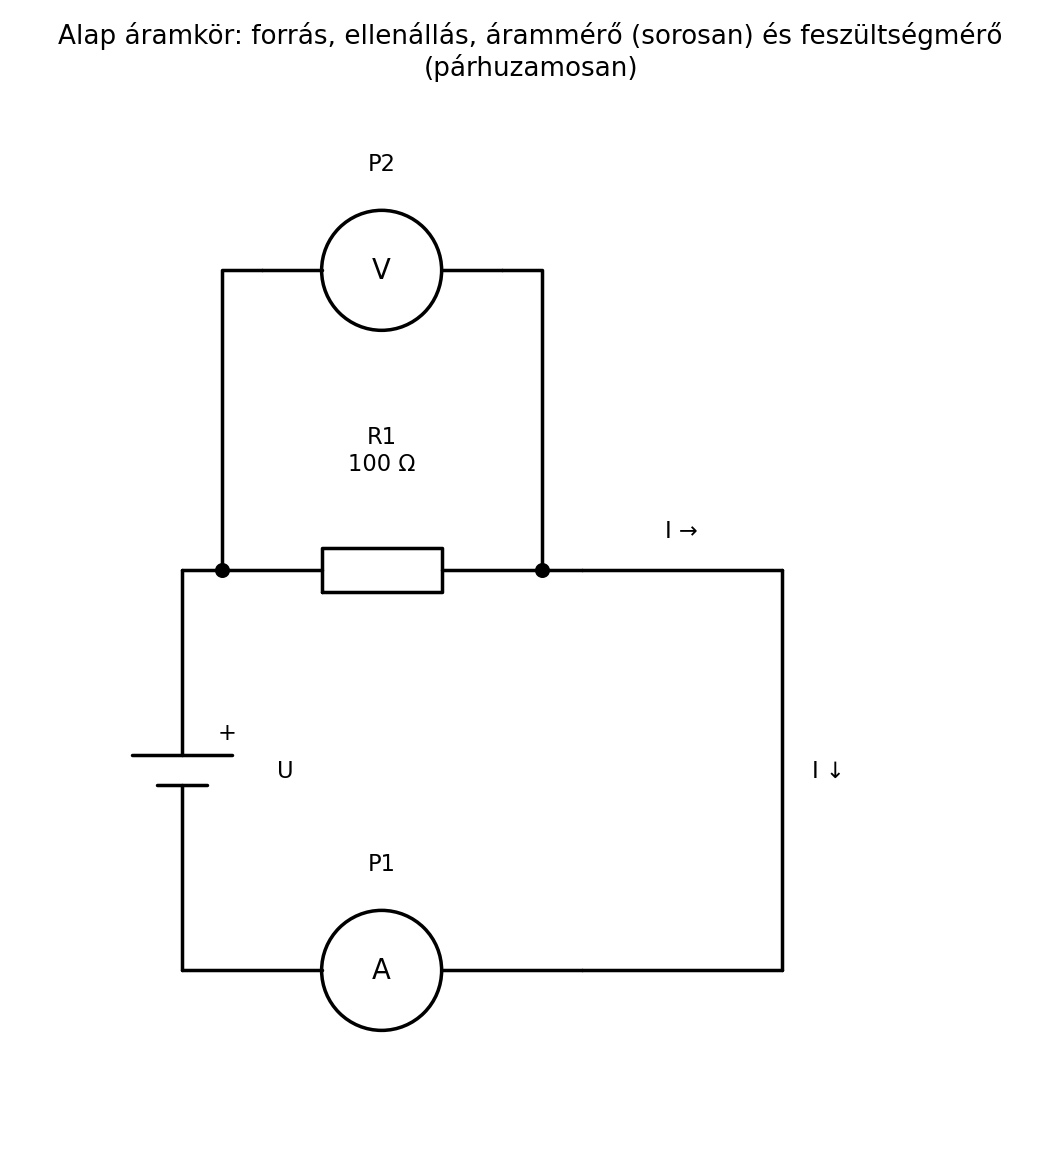 Alap áramkör: forrás, ellenállás, árammérő (sorosan) és feszültségmérő
(párhuzamosan)
P2
V
R1
100 Ω
I →
+
U
I ↓
P1
A